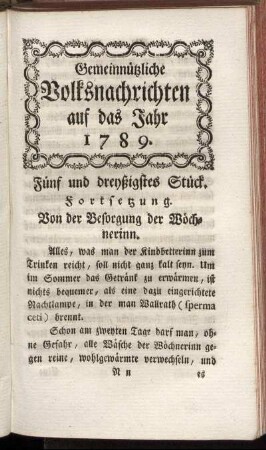 Gemeinnützliche
Volksnachrichten
auf das Jahr
1789.
Fünf und dreyßigstes Stück.
Fortsetzung.
Von der Besorgung der Wöch-
nerinn.
Alles, was man der Kindbetterinn zum
Trinken reicht, soll nicht ganz kalt seyn. Um
im Sommer das Getränk zu erwärmen, ist
nichts bequemer, als eine dazu eingerichtete
Nachtlampe, in der man Wallrath (sperma
ceti) brennt.
Schon am zweyten Tage darf man, oh-
ne Gefahr, alle Wäsche der Wöchnerinn ge-
gen reine, wohlgewärmte verwechseln, und
N n
es